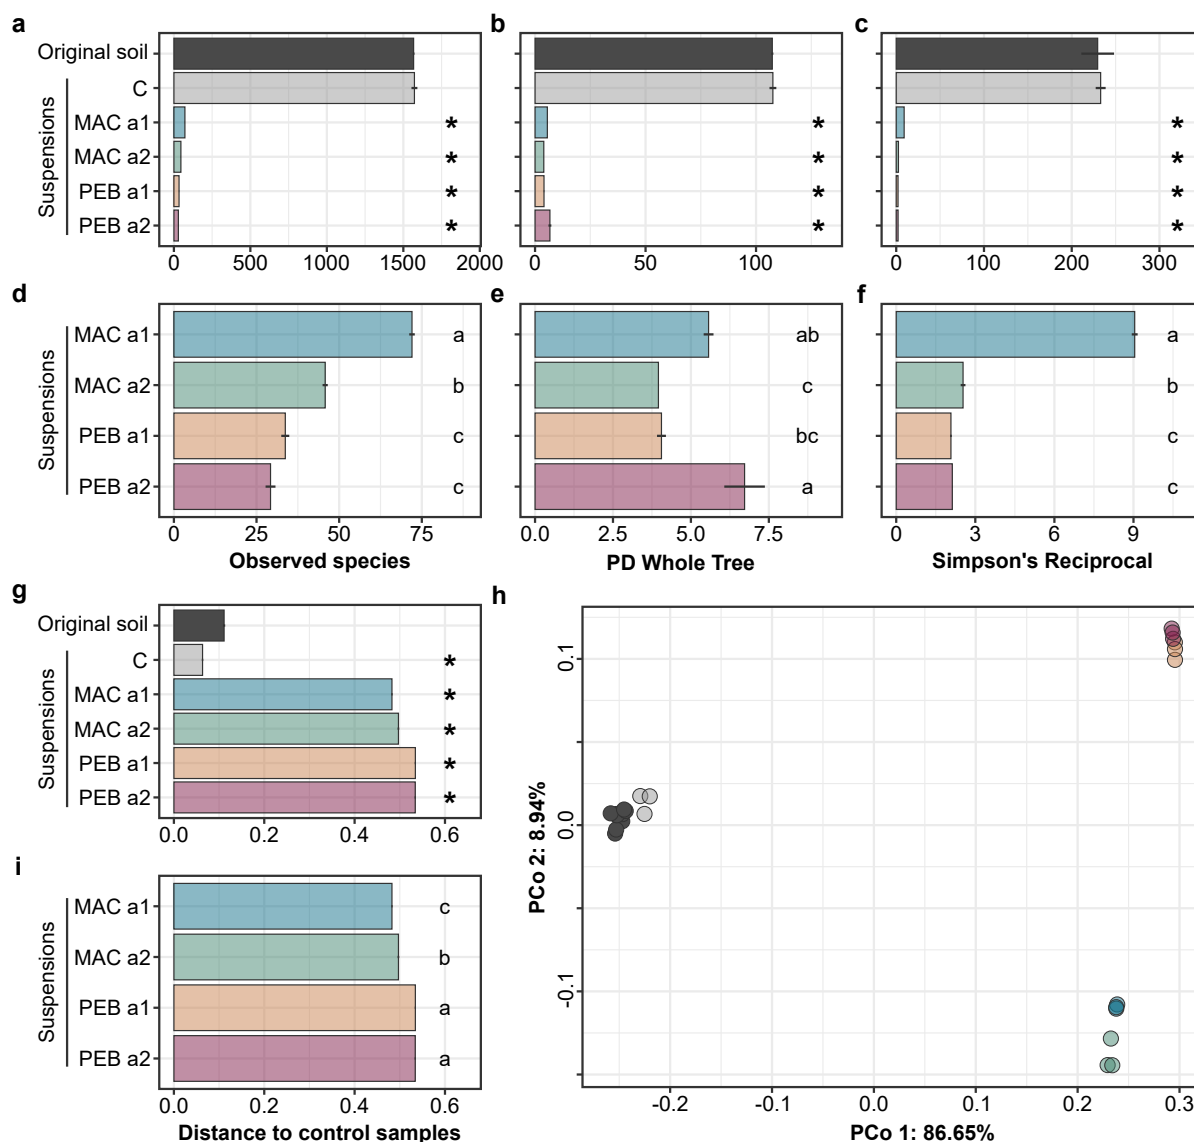 a
Original soil
C
MAC a1
MAC a2
PEB a1
PEB a2
Suspensions
*
*
*
*
0 500 1000 1500 2000
b
*
*
*
*
0 50 100
c
*
*
*
*
0 100 200 300
d
MAC a1
MAC a2
PEB a1
PEB a2
Suspensions
a
b
c
c
0 25 50 75
Observed species
e
ab
c
bc
a
0.0 2.5 5.0 7.5
PD Whole Tree
f
a
b
c
c
0 3 6 9
Simpson's Reciprocal
g
Original soil
C
MAC a1
MAC a2
PEB a1
PEB a2
Suspensions
*
*
*
*
*
0.0 0.2 0.4 0.6
h
0.1
0.0
-0.1
PCo 2: 8.94%
-0.2 -0.1 0.0 0.1 0.2 0.3
PCo 1: 86.65%
i
MAC a1
MAC a2
PEB a1
PEB a2
Suspensions
c
b
a
a
0.0 0.2 0.4 0.6
Distance to control samples